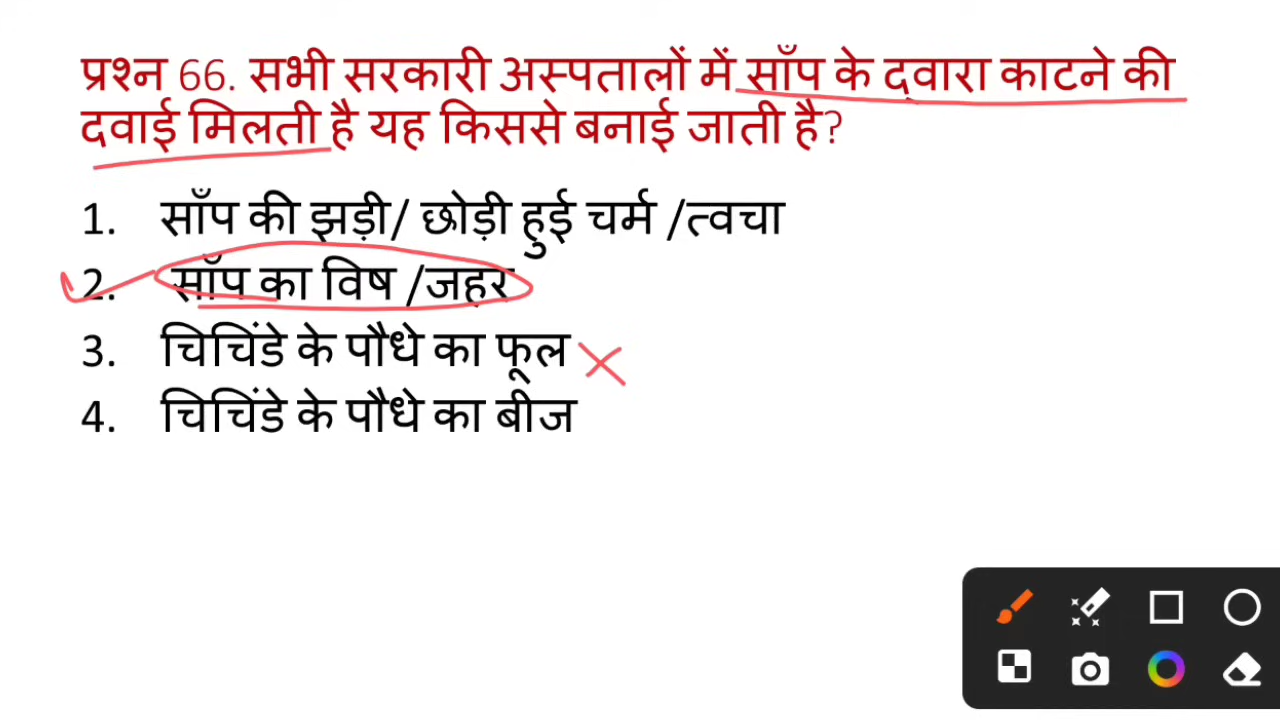 प्रश्न 66. सभी सरकारी अस्पतालों में साँप के द्वारा काटने की
दवाई मिलती है यह किससे बनाई जाती है?
1. साँप की झड़ी/ छोड़ी हुई चर्म /त्वचा
2. साँप का विष /जहर
3. चिचिंडे के पौधे का फूल
4. चिचिंडे के पौधे का बीज